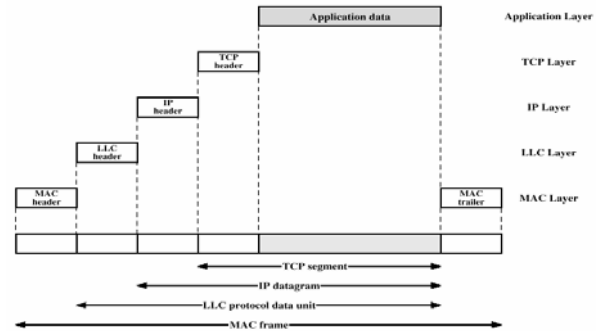 Application data
Application Layer
TCP
header
TCP Layer
IP
header
IP Layer
LLC
header
LLC Layer
MAC
header
MAC
trailer
MAC Layer
TCP segment
IP datagram
LLC protocol data unit
MAC frame